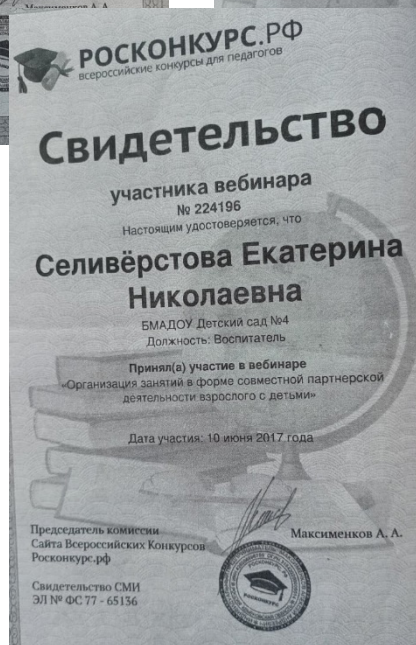 Максименков А. А.
РОСКОНКУРС.РФ
всероссийские конкурсы для педагогов
Свидетельство
участника вебинара
№ 224196
Настоящим удостоверяется, что
Селивёрстова Екатерина
Николаевна
БМАДОУ Детский сад №4
Должность: Воспитатель
Принял(а) участие в вебинаре
«Организация занятий в форме совместной партнерской
деятельности взрослого с детьми»
Дата участия: 10 июня 2017 года
Председатель комиссии
Сайта Всероссийских Конкурсов
Росконкурс.рф
Максименков А. А.
Свидетельство СМИ
ЭЛ № ФС 77 - 65136
РОСКОНКУРС